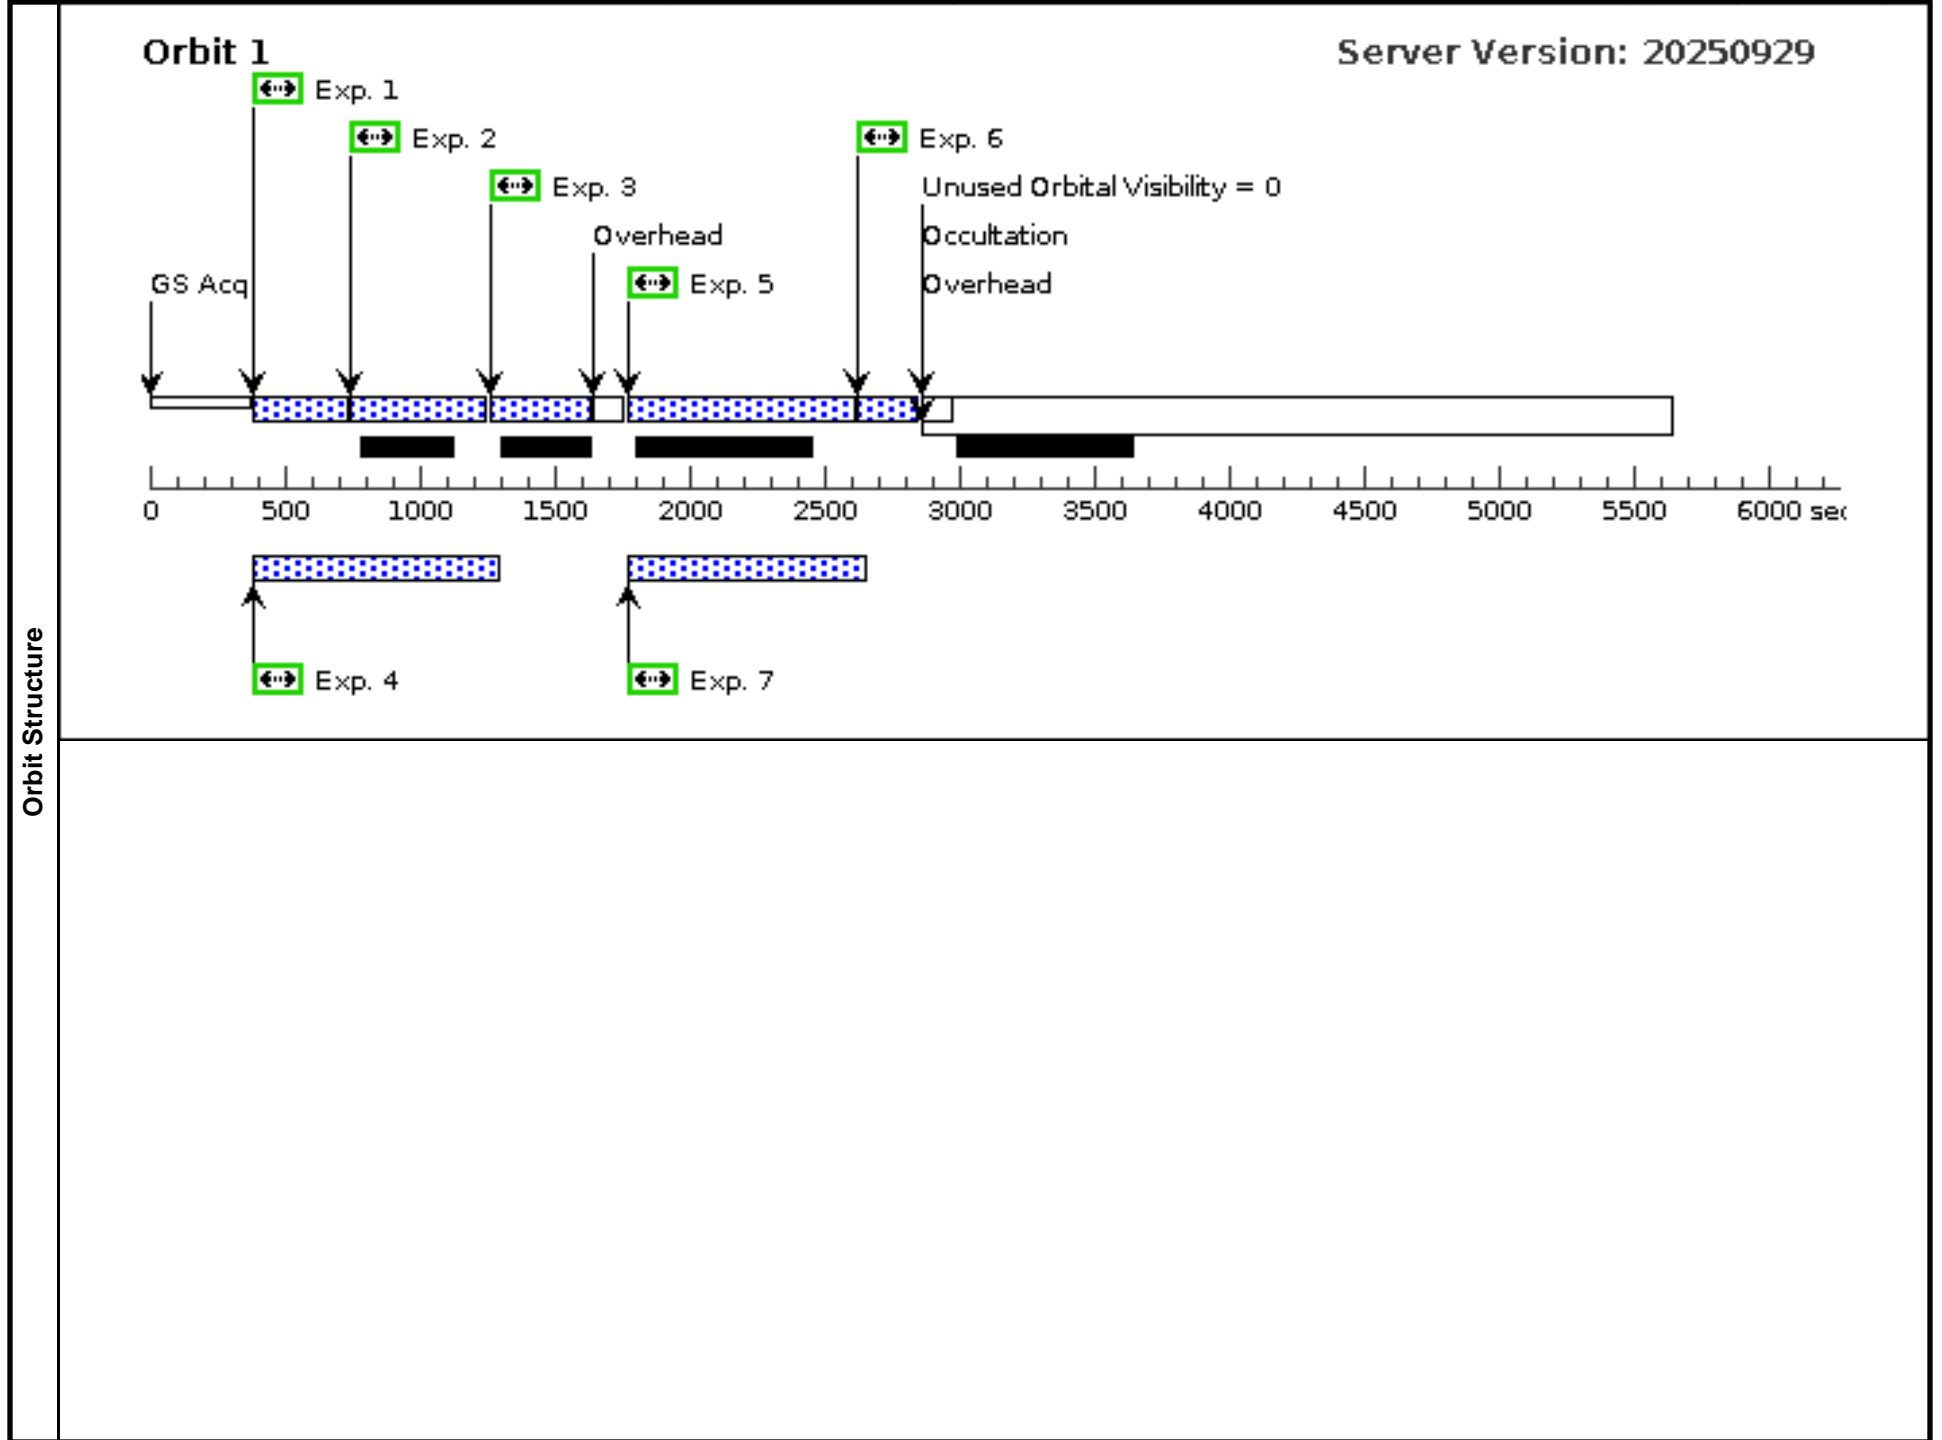 Orbit 1
Server Version: 20250929
Exp. 1
Exp. 2
Exp. 6
Exp. 3
Unused Orbital Visibility = 0
Overhead
Occultation
GS Acq
Exp. 5
Overhead
0 500 1000 1500 2000 2500 3000 3500 4000 4500 5000 5500 6000 sec
Exp. 4
Exp. 7
Orbit Structure